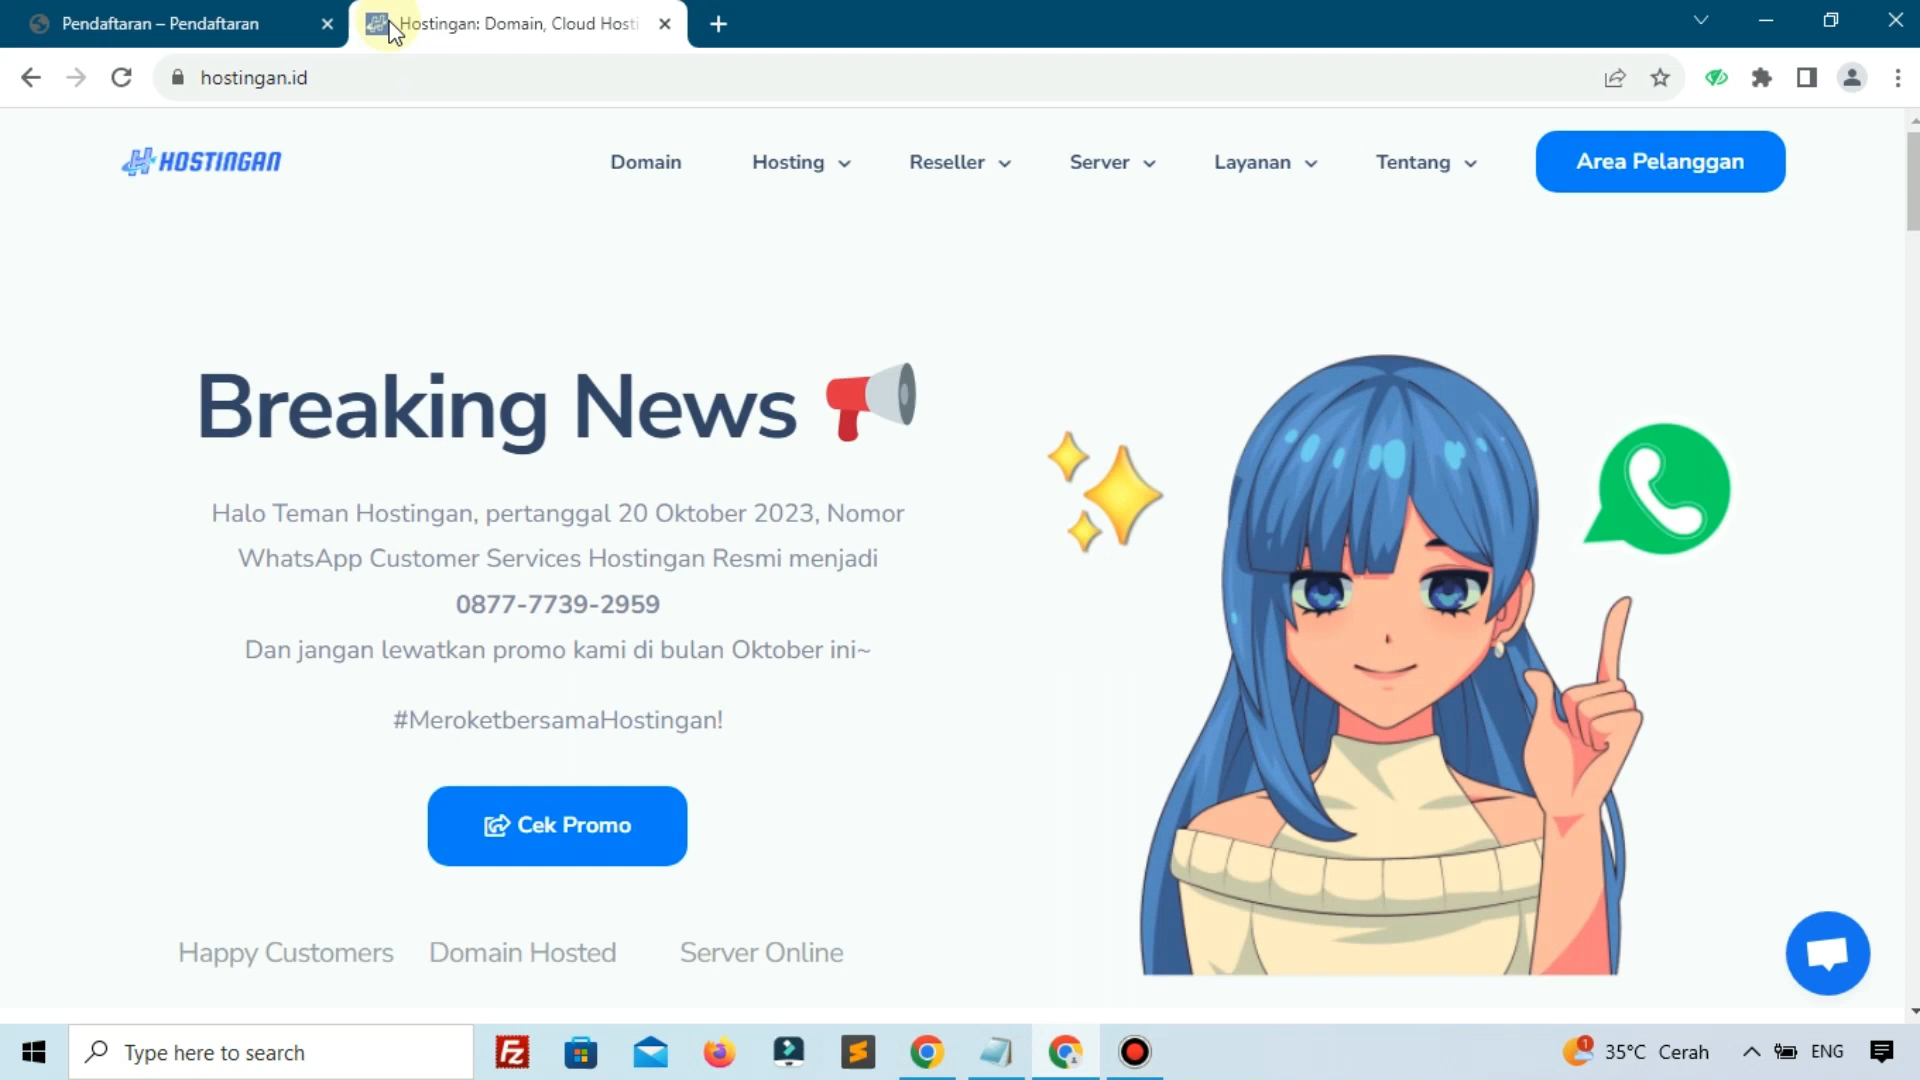 Pendaftaran – Pendaftaran
Hostingan: Domain, Cloud Hosti
hostingan.id
HOSTINGAN
Domain
Hosting
Reseller
Server
Layanan
Tentang
Area Pelanggan
Breaking News
Halo Teman Hostingan, pertanggal 20 Oktober 2023, Nomor
WhatsApp Customer Services Hostingan Resmi menjadi
0877-7739-2959
Dan jangan lewatkan promo kami di bulan Oktober ini~
#MeroketbersamaHostingan!
Cek Promo
Happy Customers
Domain Hosted
Server Online
Type here to search
Fz
1
35°C Cerah
ENG